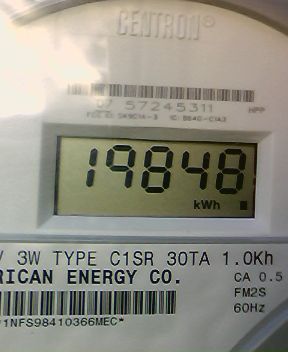 CENTRON®
57245311
19848
kWh
3W TYPE C1SR 30TA 1.0Kh
RICAN ENERGY CO.
CA 0.5
FM2S
60Hz
1NFS98410366MEC*